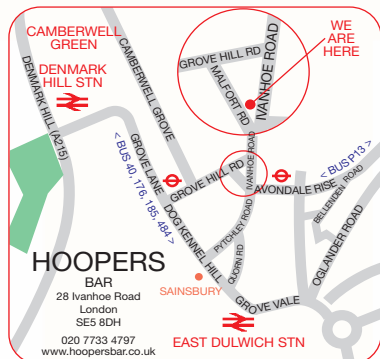 CAMBERWELL
GREEN
DENMARK
HILL STN
DENMARK HILL (A215)
CAMBERWELL GROVE
GROVE HILL RD
MALFORT RD
IVANHOE ROAD
WE
ARE
HERE
GROVE LANE
< BUS 40, 176, 185, 484 >
GROVE HILL RD
IVANHOE ROAD
< BUS P13 >
AVONDALE RISE
BELLENDEN ROAD
DOG KENNEL HILL
PYTCHLEY ROAD
QUORN RD
OGLANDER ROAD
SAINSBURY
GROVE VALE
EAST DULWICH STN
HOOPERS
BAR
28 Ivanhoe Road
London
SE5 8DH
020 7733 4797
www.hoopersbar.co.uk